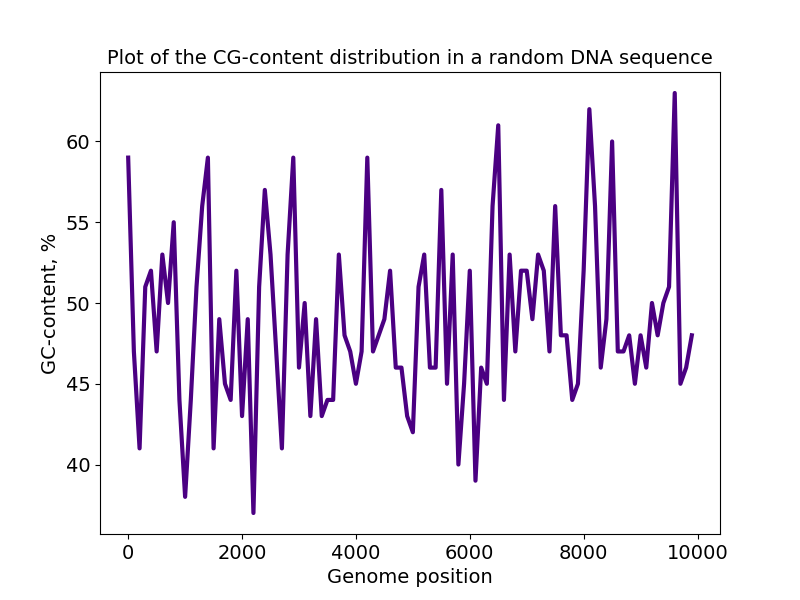 Plot of the CG-content distribution in a random DNA sequence
60
55
50
45
40
GC-content, %
0 2000 4000 6000 8000 10000
Genome position